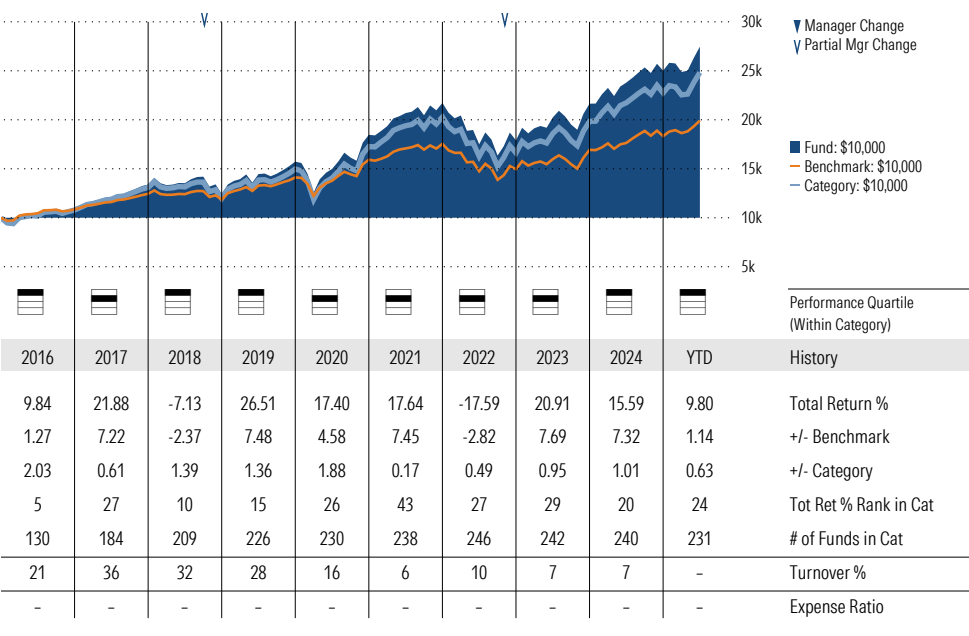 30k
Manager Change
Partial Mgr Change
25k
20k
Fund: $10,000
Benchmark: $10,000
Category: $10,000
15k
10k
5k
Performance Quartile
(Within Category)
2016 2017 2018 2019 2020 2021 2022 2023 2024 YTD History
9.84 21.88 -7.13 26.51 17.40 17.64 -17.59 20.91 15.59 9.80 Total Return %
1.27 7.22 -2.37 7.48 4.58 7.45 -2.82 7.69 7.32 1.14 +/- Benchmark
2.03 0.61 1.39 1.36 1.88 0.17 0.49 0.95 1.01 0.63 +/- Category
5 27 10 15 26 43 27 29 20 24 Tot Ret % Rank in Cat
130 184 209 226 230 238 246 242 240 231 # of Funds in Cat
21 36 32 28 16 6 10 7 7 – Turnover %
– – – – – – – – – – Expense Ratio